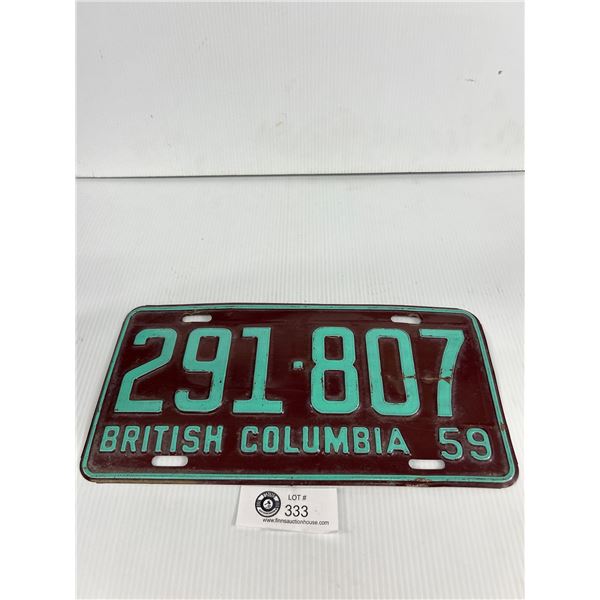 291·807
BRITISH COLUMBIA 59
LOT #
333
www.finnsauctionhouse.com